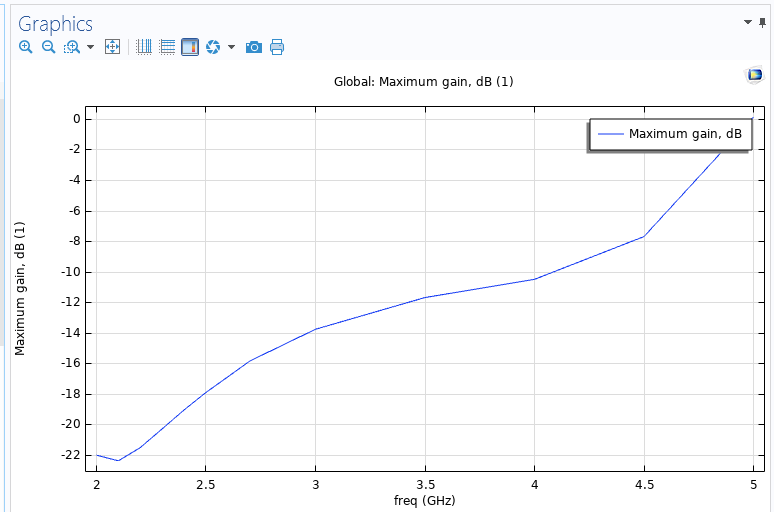 Graphics
Global: Maximum gain, dB (1)
Maximum gain, dB
Maximum gain, dB (1)
0
-2
-4
-6
-8
-10
-12
-14
-16
-18
-20
-22
2 2.5 3 3.5 4 4.5 5
freq (GHz)